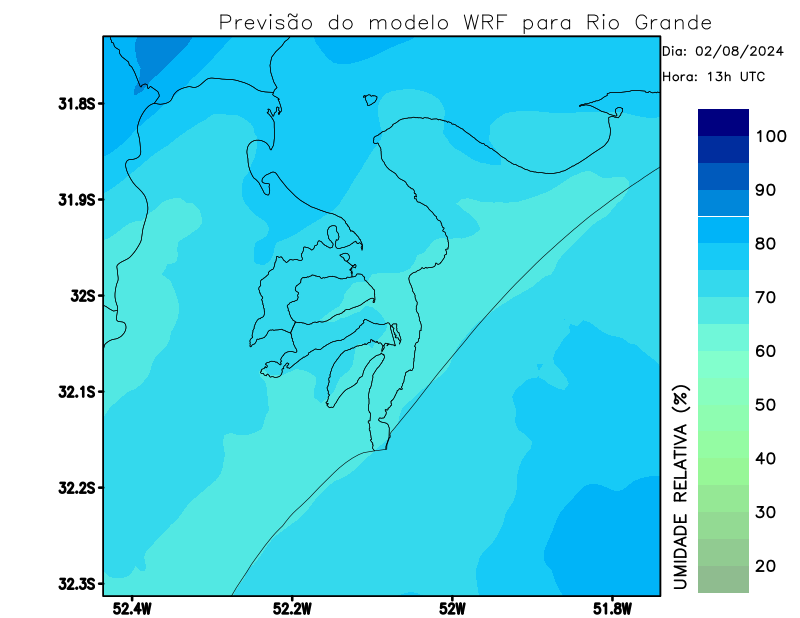 Previsão do modelo WRF para Rio Grande
Dia: 02/08/2024
Hora: 13h UTC
31.8S
31.9S
32S
32.1S
32.2S
32.3S
52.4W
52.2W
52W
51.8W
100
90
80
70
60
50
40
30
20
UMIDADE RELATIVA (%)